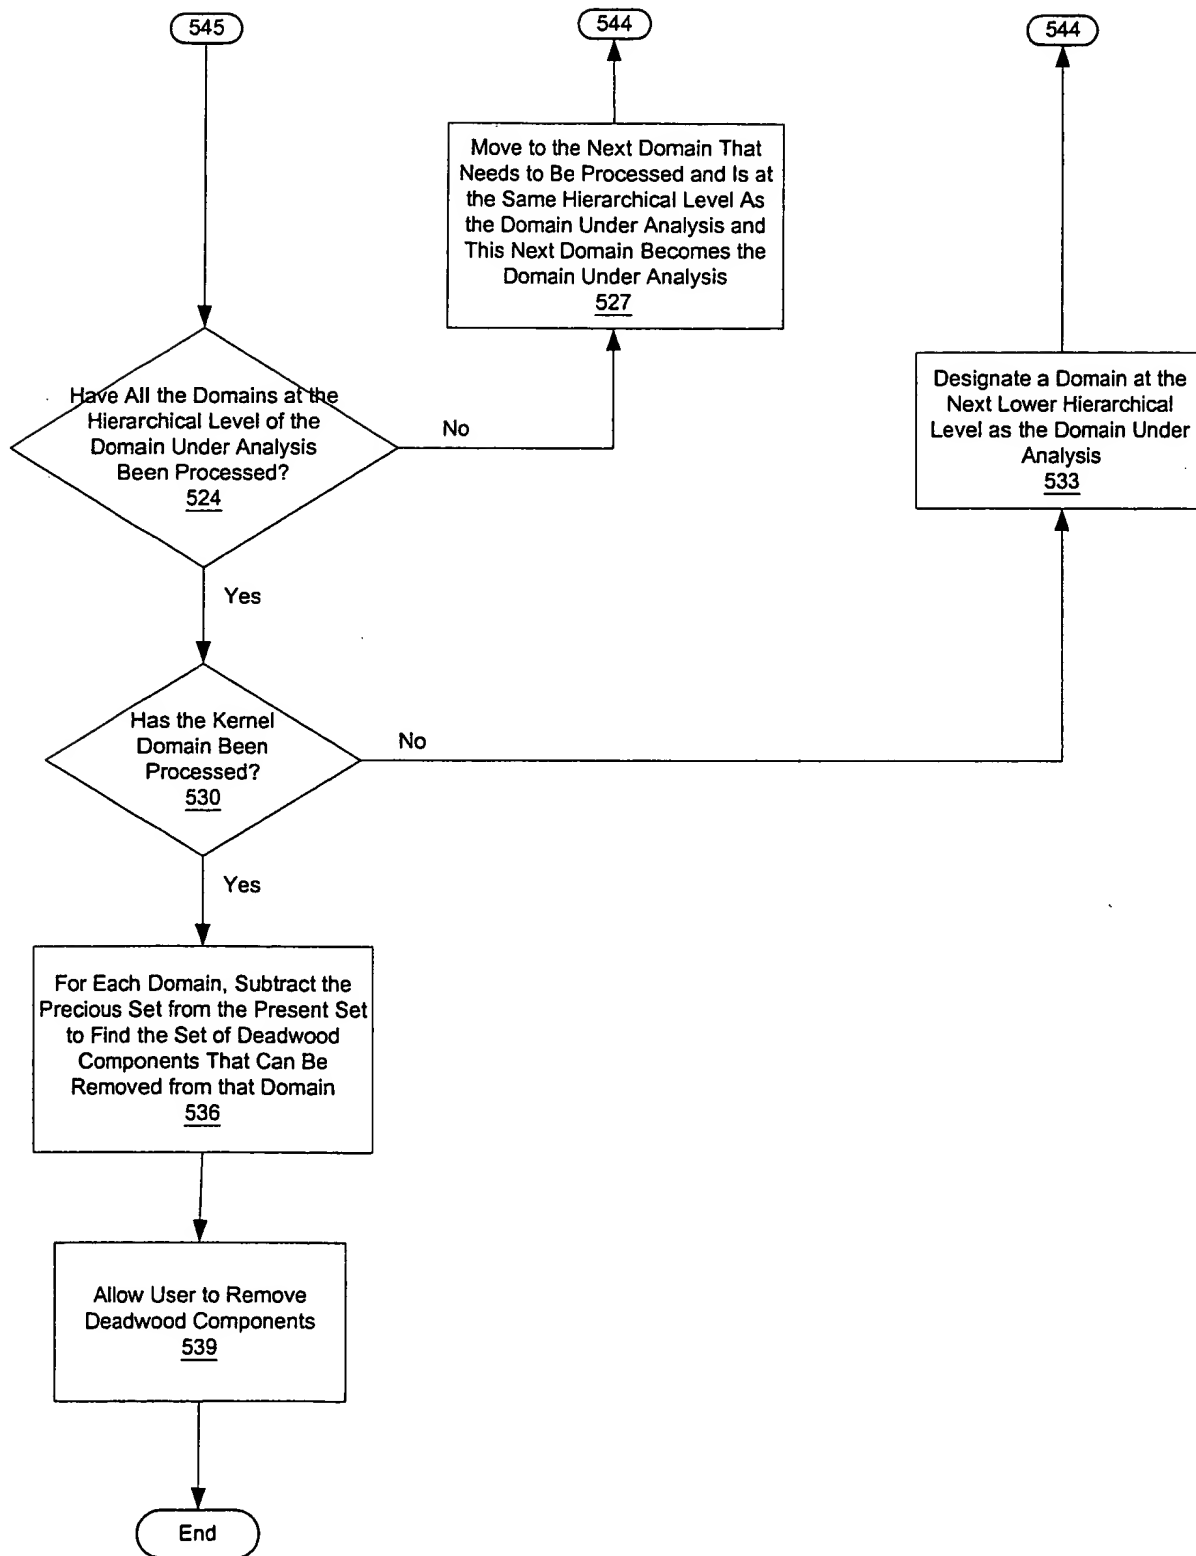 545
544
544
Move to the Next Domain That
Needs to Be Processed and Is at
the Same Hierarchical Level As
the Domain Under Analysis and
This Next Domain Becomes the
Domain Under Analysis
527
Have All the Domains at the
Hierarchical Level of the
Domain Under Analysis
Been Processed?
524
No
Designate a Domain at the
Next Lower Hierarchical
Level as the Domain Under
Analysis
533
Yes
Has the Kernel
Domain Been
Processed?
530
No
Yes
For Each Domain, Subtract the
Precious Set from the Present Set
to Find the Set of Deadwood
Components That Can Be
Removed from that Domain
536
Allow User to Remove
Deadwood Components
539
End